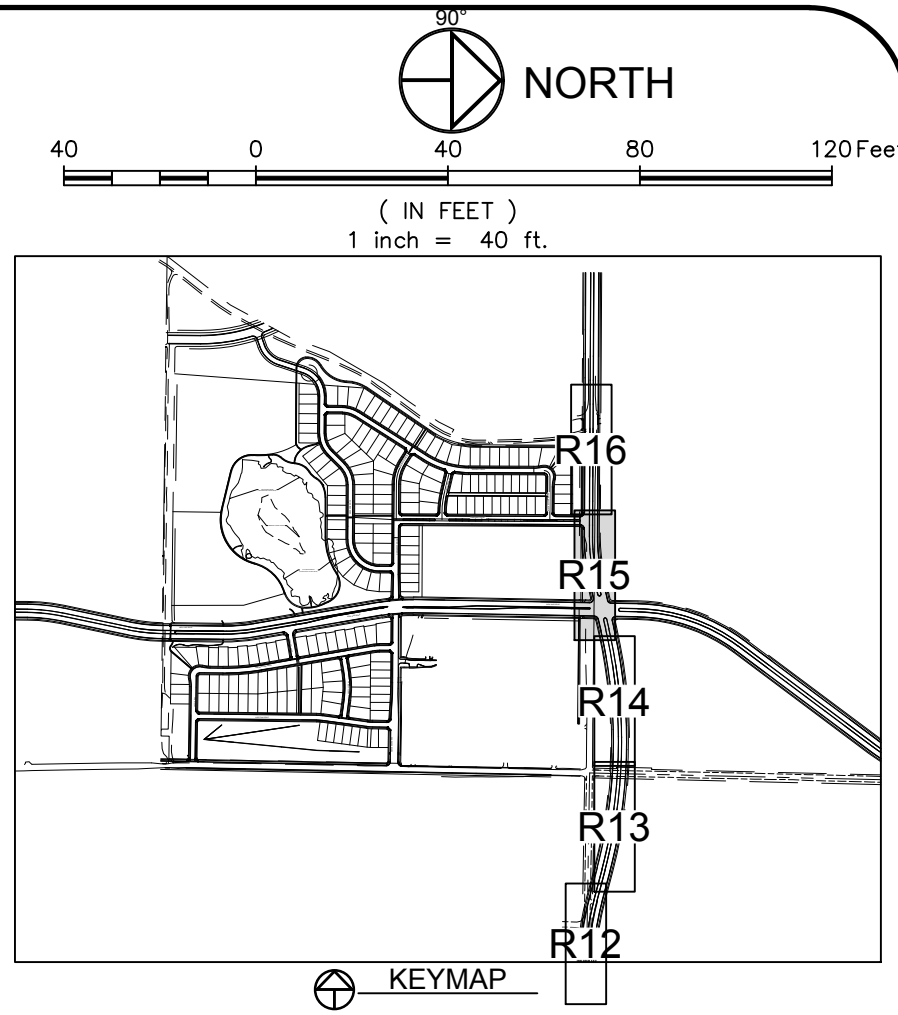 90°
NORTH
40 0 40 80 120 Feet
( IN FEET )
1 inch = 40 ft.
R16
R15
R14
R13
R12
KEYMAP